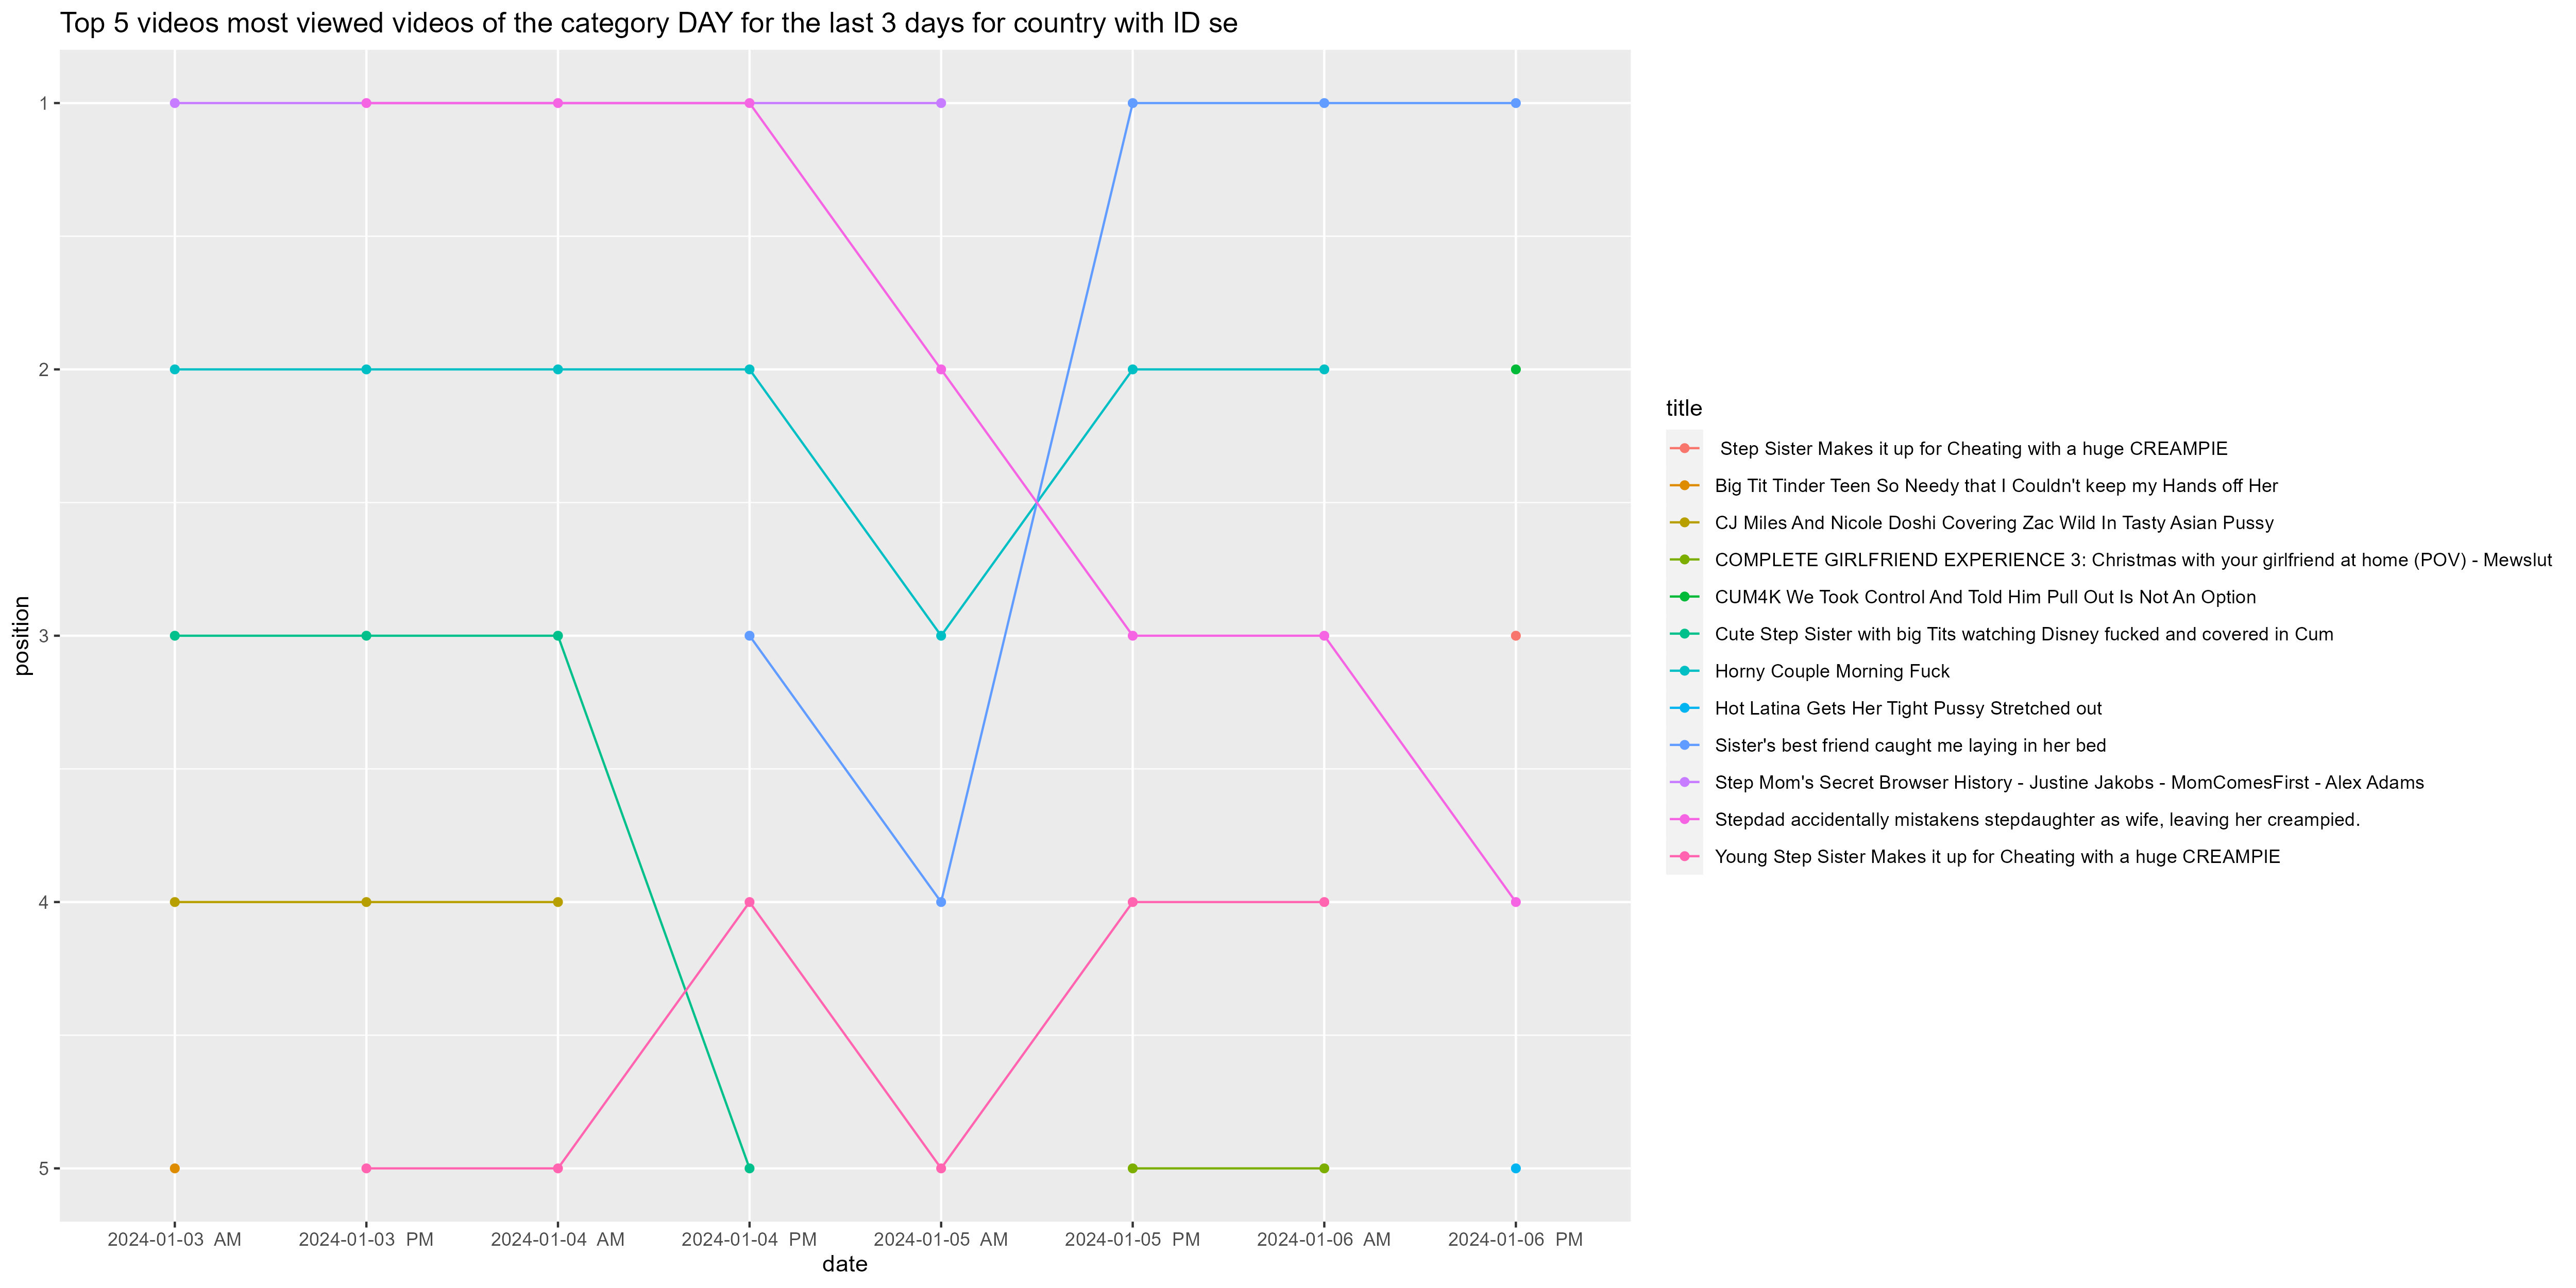 Top 5 videos most viewed videos of the category DAY for the last 3 days for country with ID se
position
1
2
3
4
5
2024-01-03 AM
2024-01-03 PM
2024-01-04 AM
2024-01-04 PM
2024-01-05 AM
2024-01-05 PM
2024-01-06 AM
2024-01-06 PM
date
title
Step Sister Makes it up for Cheating with a huge CREAMPIE
Big Tit Tinder Teen So Needy that I Couldn't keep my Hands off Her
CJ Miles And Nicole Doshi Covering Zac Wild In Tasty Asian Pussy
COMPLETE GIRLFRIEND EXPERIENCE 3: Christmas with your girlfriend at home (POV) - Mewslut
CUM4K We Took Control And Told Him Pull Out Is Not An Option
Cute Step Sister with big Tits watching Disney fucked and covered in Cum
Horny Couple Morning Fuck
Hot Latina Gets Her Tight Pussy Stretched out
Sister's best friend caught me laying in her bed
Step Mom's Secret Browser History - Justine Jakobs - MomComesFirst - Alex Adams
Stepdad accidentally mistakens stepdaughter as wife, leaving her creampied.
Young Step Sister Makes it up for Cheating with a huge CREAMPIE